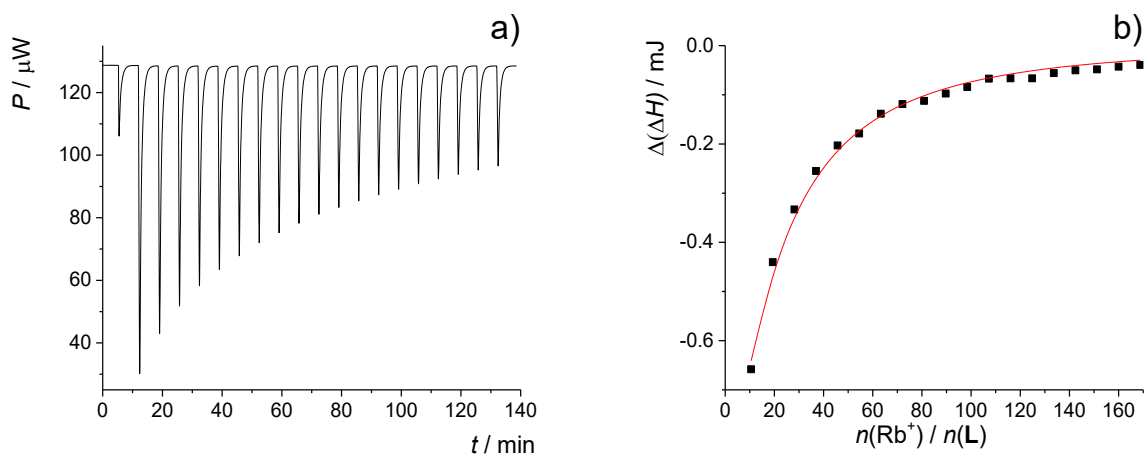 a)
P / μW
120
100
80
60
40
0 20 40 60 80 100 120 140
t / min
b)
Δ(ΔH) / mJ
0.0
-0.2
-0.4
-0.6
0 20 40 60 80 100 120 140 160
n(Rb⁺) / n(L)